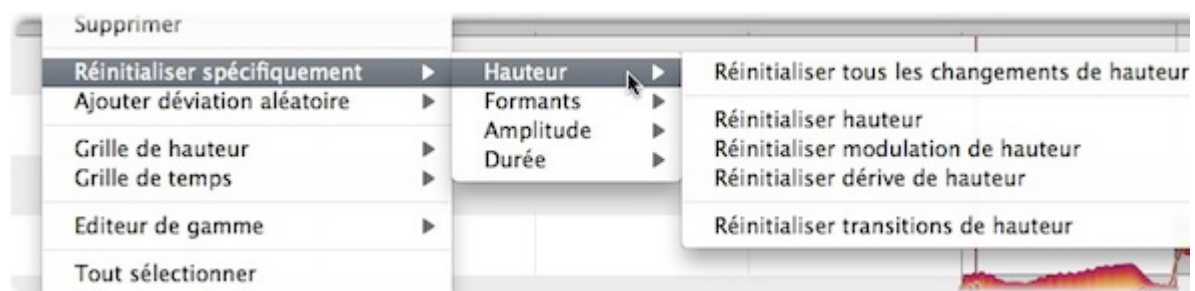 Supprimer
Réinitialiser spécifiquement
Ajouter déviation aléatoire
Grille de hauteur
Grille de temps
Editeur de gamme
Tout sélectionner
Hauteur
Formants
Amplitude
Durée
Réinitialiser tous les changements de hauteur
Réinitialiser hauteur
Réinitialiser modulation de hauteur
Réinitialiser dérive de hauteur
Réinitialiser transitions de hauteur